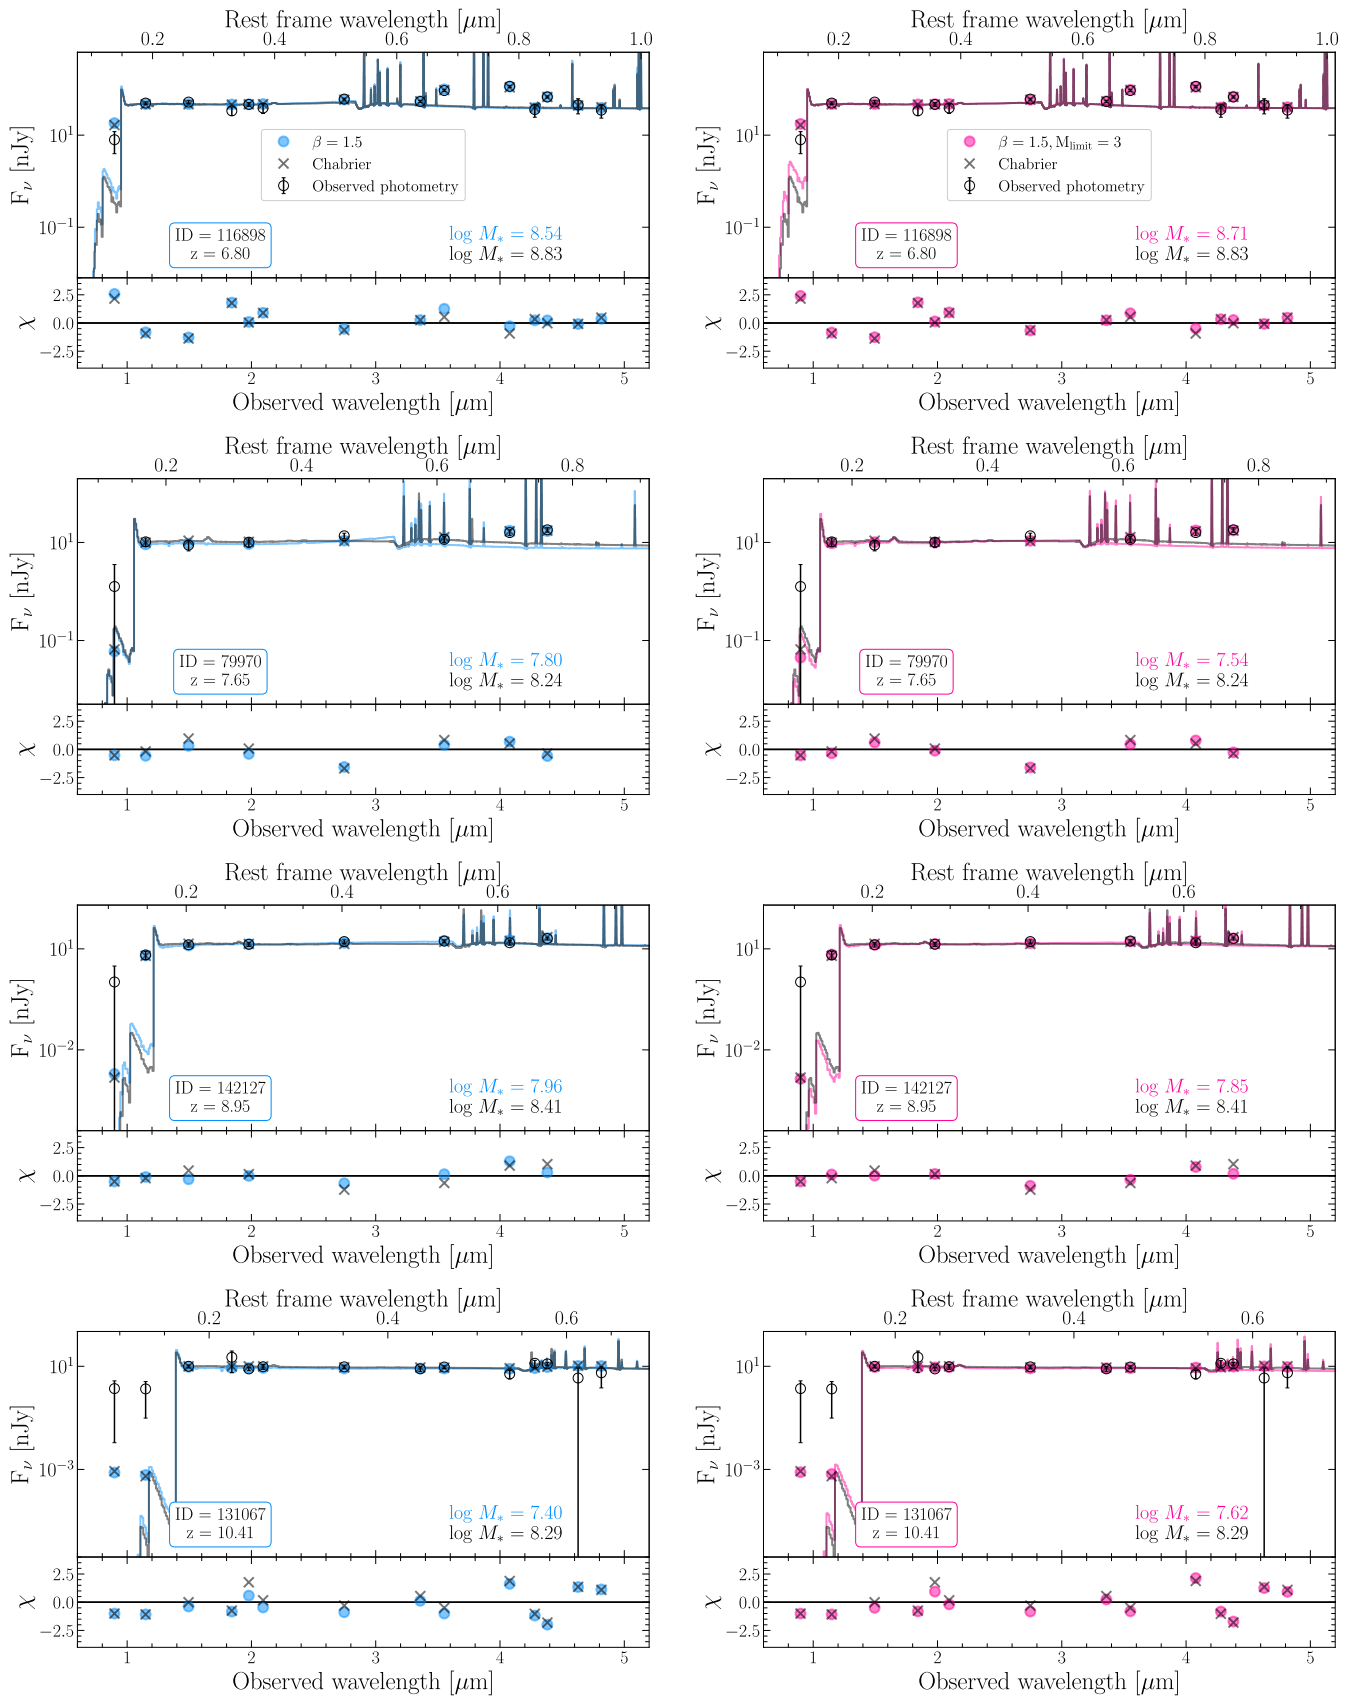 Rest frame wavelength [μm]
0.2 0.4 0.6 0.8 1.0
F_ν [nJy]
10^1
10^−1
β = 1.5
Chabrier
Observed photometry
ID = 116898
z = 6.80
log M_* = 8.54
log M_* = 8.83
χ
2.5
0.0
−2.5
1 2 3 4 5
Observed wavelength [μm]
Rest frame wavelength [μm]
0.2 0.4 0.6 0.8 1.0
F_ν [nJy]
10^1
10^−1
β = 1.5, M_limit = 3
Chabrier
Observed photometry
ID = 116898
z = 6.80
log M_* = 8.71
log M_* = 8.83
χ
2.5
0.0
−2.5
1 2 3 4 5
Observed wavelength [μm]
Rest frame wavelength [μm]
0.2 0.4 0.6 0.8
F_ν [nJy]
10^1
10^−1
ID = 79970
z = 7.65
log M_* = 7.80
log M_* = 8.24
χ
2.5
0.0
−2.5
1 2 3 4 5
Observed wavelength [μm]
Rest frame wavelength [μm]
0.2 0.4 0.6 0.8
F_ν [nJy]
10^1
10^−1
ID = 79970
z = 7.65
log M_* = 7.54
log M_* = 8.24
χ
2.5
0.0
−2.5
1 2 3 4 5
Observed wavelength [μm]
Rest frame wavelength [μm]
0.2 0.4 0.6
F_ν [nJy]
10^1
10^−2
ID = 142127
z = 8.95
log M_* = 7.96
log M_* = 8.41
χ
2.5
0.0
−2.5
1 2 3 4 5
Observed wavelength [μm]
Rest frame wavelength [μm]
0.2 0.4 0.6
F_ν [nJy]
10^1
10^−2
ID = 142127
z = 8.95
log M_* = 7.85
log M_* = 8.41
χ
2.5
0.0
−2.5
1 2 3 4 5
Observed wavelength [μm]
Rest frame wavelength [μm]
0.2 0.4 0.6
F_ν [nJy]
10^1
10^−3
ID = 131067
z = 10.41
log M_* = 7.40
log M_* = 8.29
χ
2.5
0.0
−2.5
1 2 3 4 5
Observed wavelength [μm]
Rest frame wavelength [μm]
0.2 0.4 0.6
F_ν [nJy]
10^1
10^−3
ID = 131067
z = 10.41
log M_* = 7.62
log M_* = 8.29
χ
2.5
0.0
−2.5
1 2 3 4 5
Observed wavelength [μm]